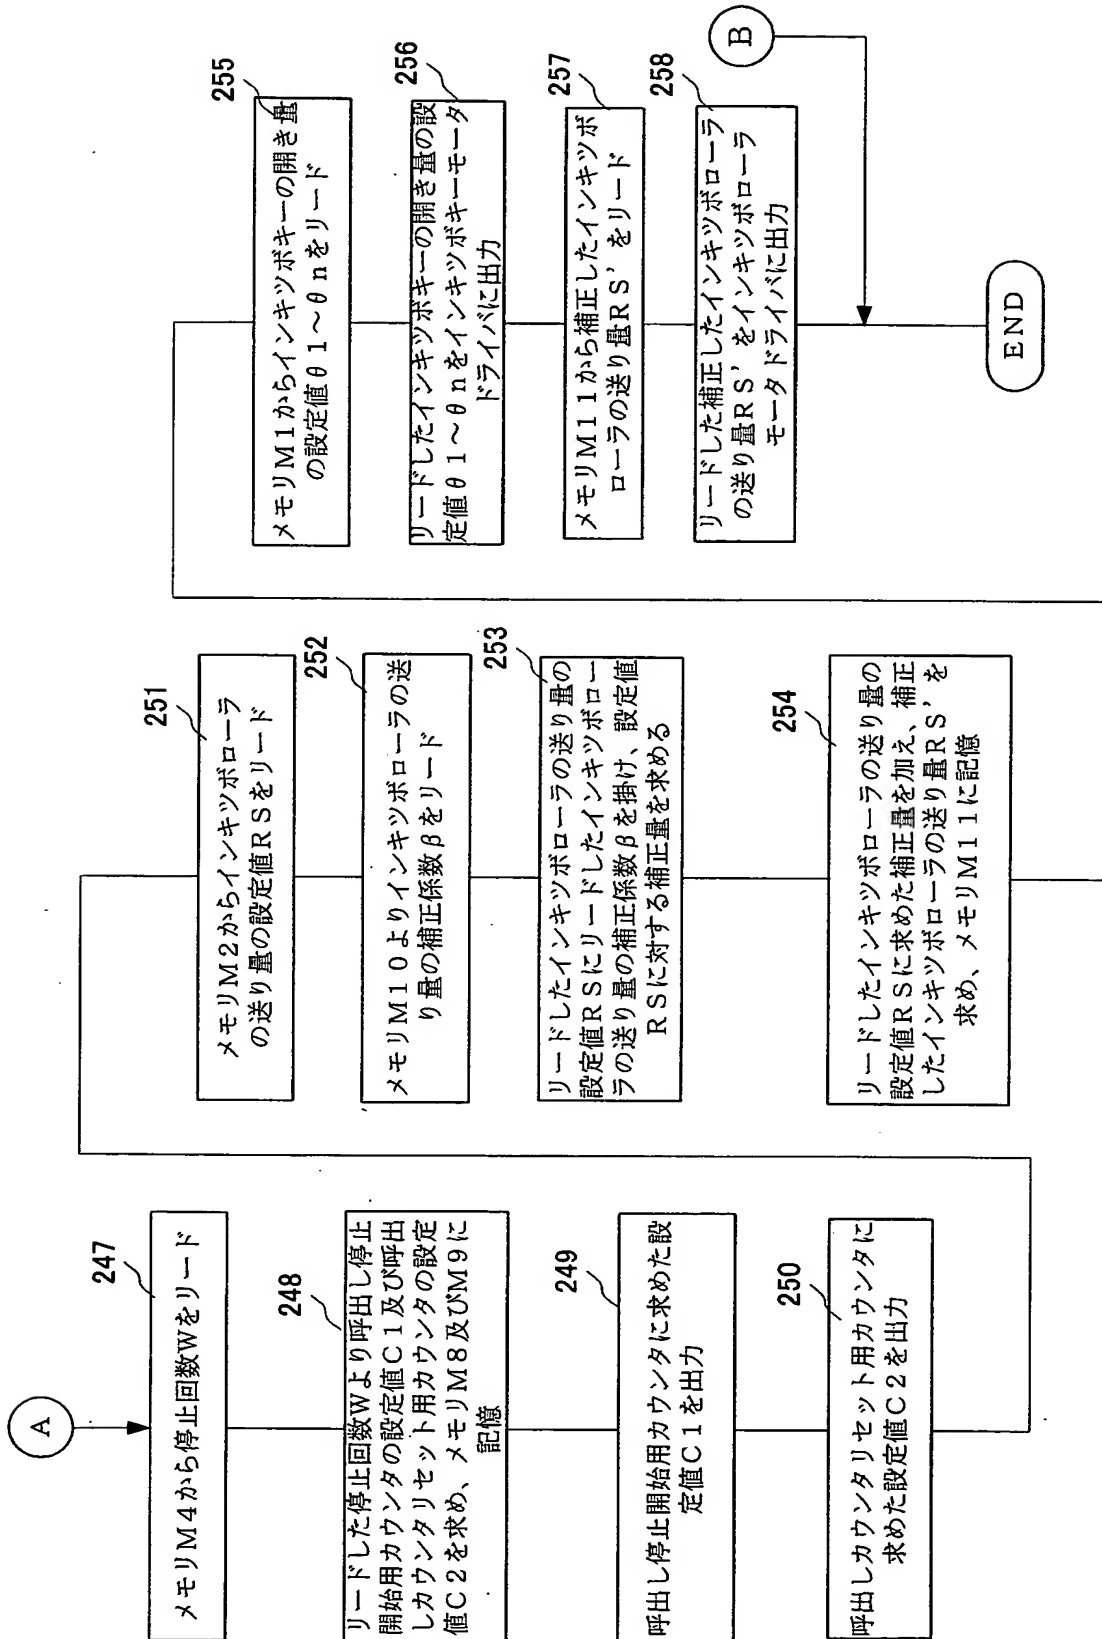 A
247
メモリM4から停止回数Wをリード
248
リードした停止回数Wより呼出し停止
開始用カウンタの設定値C1及び呼出
しカウンタリセット用カウンタの設定
値C2を求め、メモリM8及びM9に
記憶
249
呼出し停止開始用カウンタに求めた設
定値C1を出力
250
呼出しカウンタリセット用カウンタに
求めた設定値C2を出力
251
メモリM2からインキツボローラ
の送り量の設定値RSをリード
252
メモリM10よりインキツボローラの送
り量の補正係数βをリード
253
リードしたインキツボローラの送り量の
設定値RSにリードしたインキツボロー
ラの送り量の補正係数βを掛け、設定値
RSに対する補正量を求める
254
リードしたインキツボローラの送り量の
設定値RSに求めた補正量を加え、補正
したインキツボローラの送り量RS'を
求め、メモリM11に記憶
255
メモリM1からインキツボキーの開き量
の設定値θ1～θnをリード
256
リードしたインキツボキーの開き量の設
定値θ1～θnをインキツボキーモータ
ドライバに出力
257
メモリM11から補正したインキツボ
ローラの送り量RS'をリード
258
リードした補正したインキツボローラ
の送り量RS'をインキツボローラ
モータドライバに出力
B
END